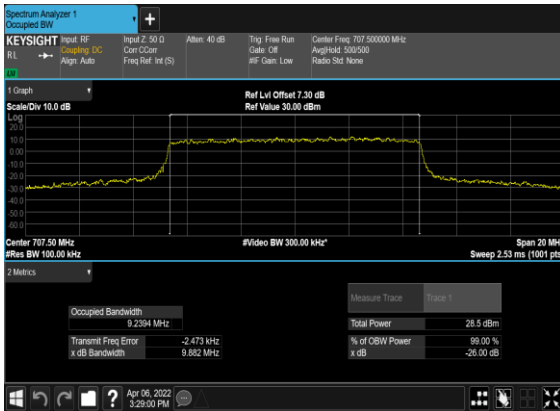 Spectrum Analyzer 1
Occupied BW
+
KEYSIGHT
RL
LXI
Input: RF
Coupling: DC
Align: Auto
Input Z: 50 Ω
Corr CCorr
Freq Ref: Int (S)
Atten: 40 dB
Trig: Free Run
Gate: Off
#IF Gain: Low
Center Freq: 707.500000 MHz
Avg|Hold: 500/500
Radio Std: None
1 Graph
Scale/Div 10.0 dB
Ref Lvl Offset 7.30 dB
Ref Value 30.00 dBm
Log
20.0
10.0
0.00
-10.0
-20.0
-30.0
-40.0
-50.0
-60.0
Center 707.50 MHz
#Res BW 100.00 kHz
#Video BW 300.00 kHz*
Span 20 MH
Sweep 2.53 ms (1001 pts
2 Metrics
Measure Trace Trace 1
Occupied Bandwidth
9.2394 MHz
Total Power 28.5 dBm
Transmit Freq Error -2.473 kHz
% of OBW Power 99.00 %
x dB Bandwidth 9.882 MHz
x dB -26.00 dB
?
Apr 06, 2022
3:29:00 PM